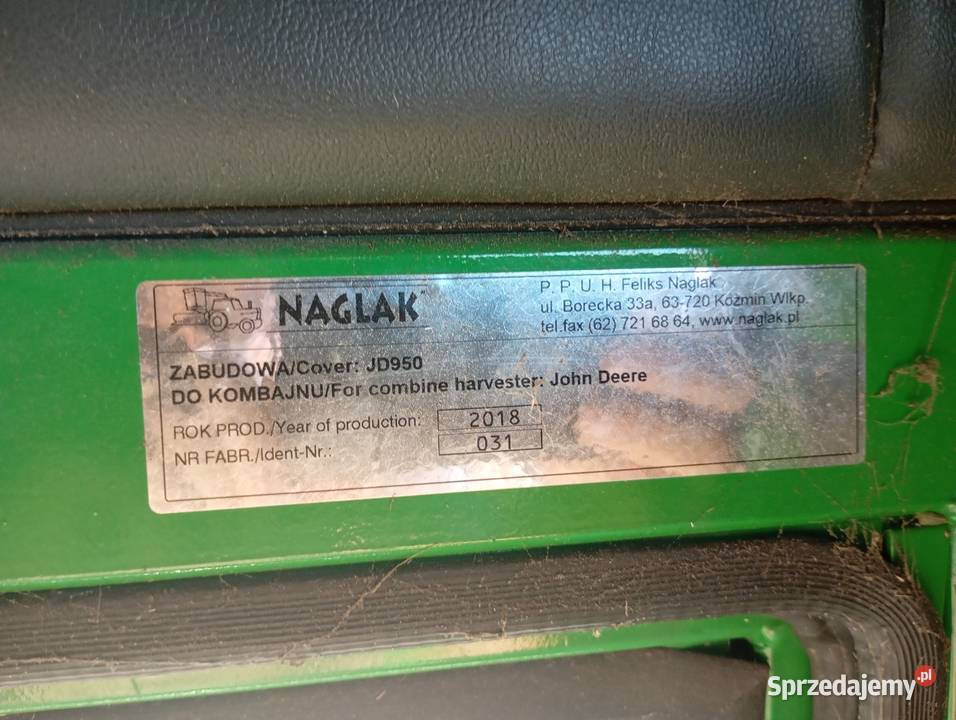 NAGLAK
P. P. U. H. Feliks Naglak
ul. Borecka 33a, 63-720 Koźmin Wlkp.
tel.fax (62) 721 68 64, www.naglak.pl
ZABUDOWA/Cover: JD950
DO KOMBAJNU/For combine harvester: John Deere
ROK PROD./Year of production: 2018
NR FABR./Ident-Nr.: 031
Sprzedajemy.pl